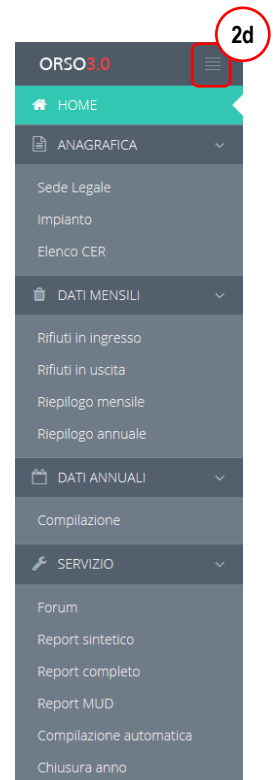 2d
ORSO3.0
HOME
ANAGRAFICA
Sede Legale
Impianto
Elenco CER
DATI MENSILI
Rifiuti in ingresso
Rifiuti in uscita
Riepilogo mensile
Riepilogo annuale
DATI ANNUALI
Compilazione
SERVIZIO
Forum
Report sintetico
Report completo
Report MUD
Compilazione automatica
Chiusura anno